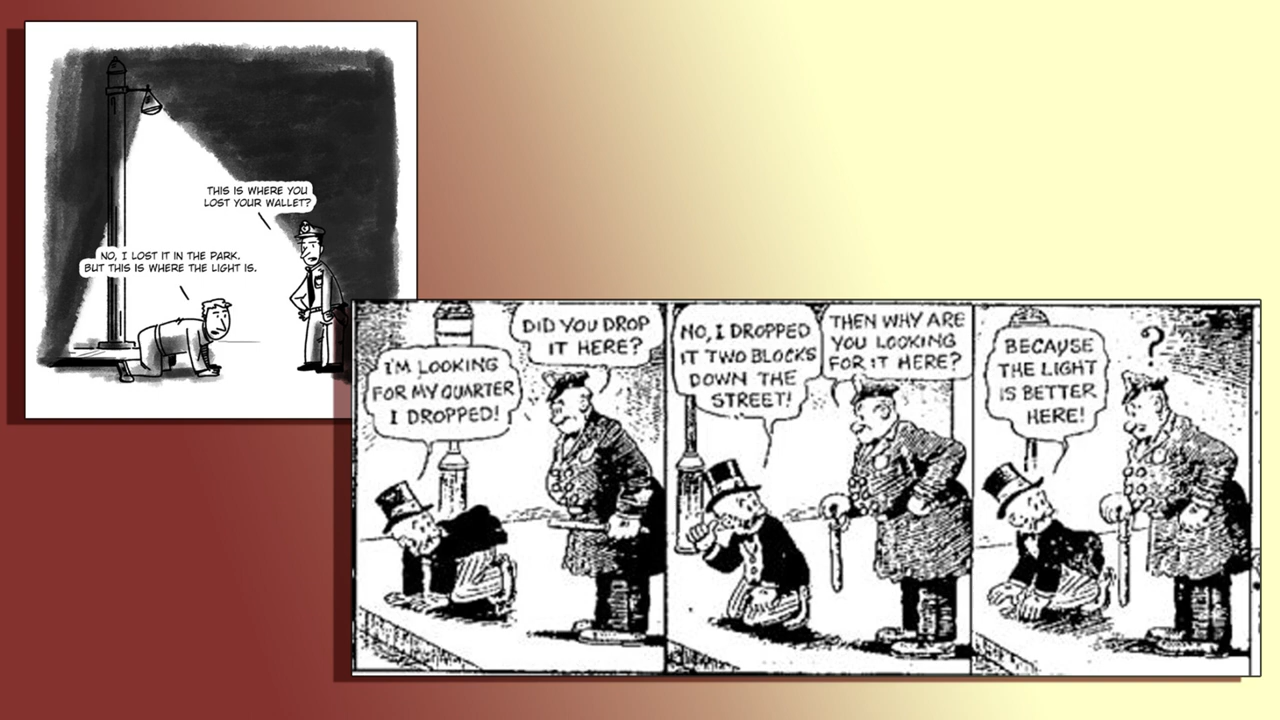 THIS IS WHERE YOU
LOST YOUR WALLET?
NO, I LOST IT IN THE PARK.
BUT THIS IS WHERE THE LIGHT IS.
I'M LOOKING
FOR MY QUARTER
I DROPPED!
DID YOU DROP
IT HERE?
NO, I DROPPED
IT TWO BLOCKS
DOWN THE
STREET!
THEN WHY ARE
YOU LOOKING
FOR IT HERE?
BECAUSE
THE LIGHT
IS BETTER
HERE!
?